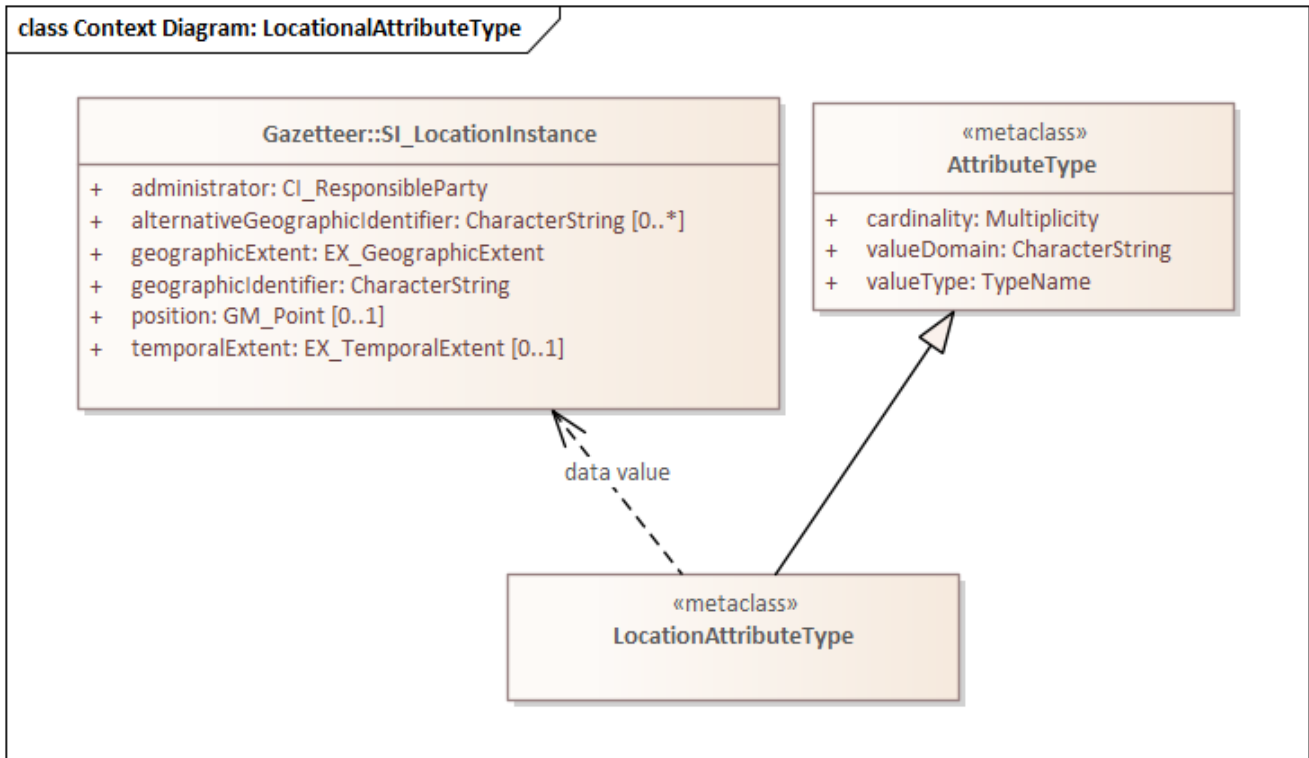 class Context Diagram: LocationalAttributeType
Gazetteer::SI_LocationInstance
+ administrator: CI_ResponsibleParty
+ alternativeGeographicIdentifier: CharacterString [0..*]
+ geographicExtent: EX_GeographicExtent
+ geographicIdentifier: CharacterString
+ position: GM_Point [0..1]
+ temporalExtent: EX_TemporalExtent [0..1]
«metaclass»
AttributeType
+ cardinality: Multiplicity
+ valueDomain: CharacterString
+ valueType: TypeName
data value
«metaclass»
LocationAttributeType